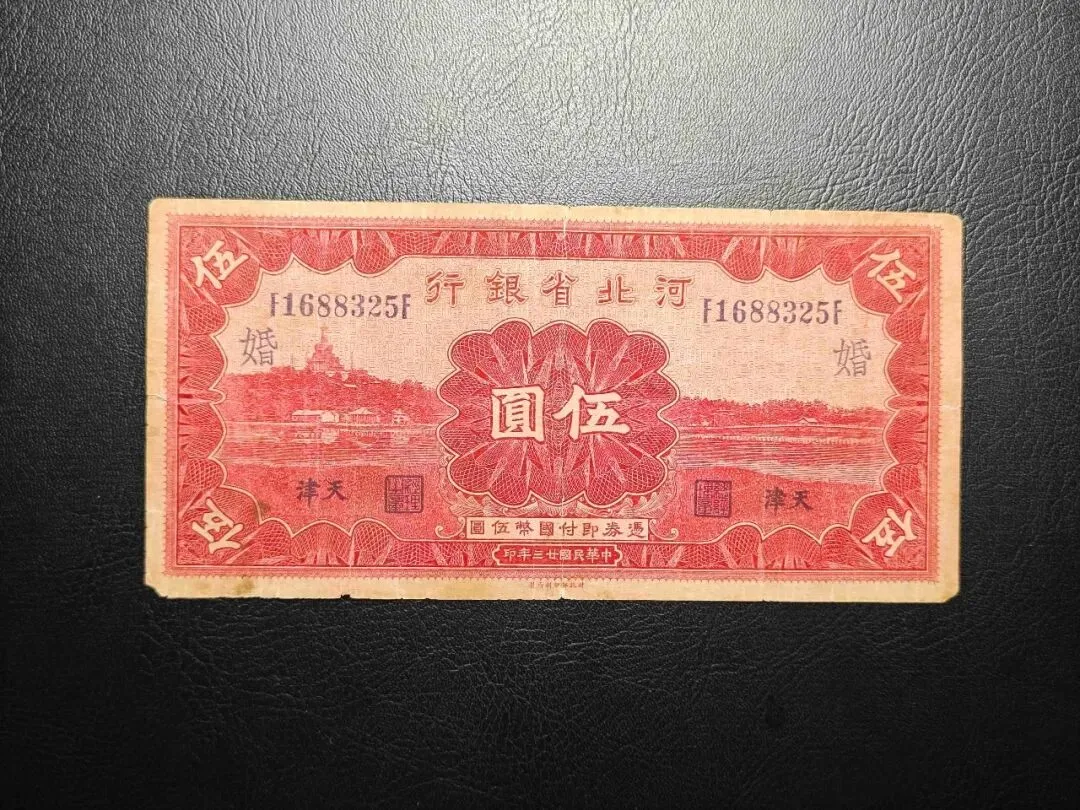 伍
伍
河北省銀行
F1688325F
F1688325F
婚
婚
伍圓
天津
天津
憑券即付國幣伍圓
中華民國廿三年印
伍
伍